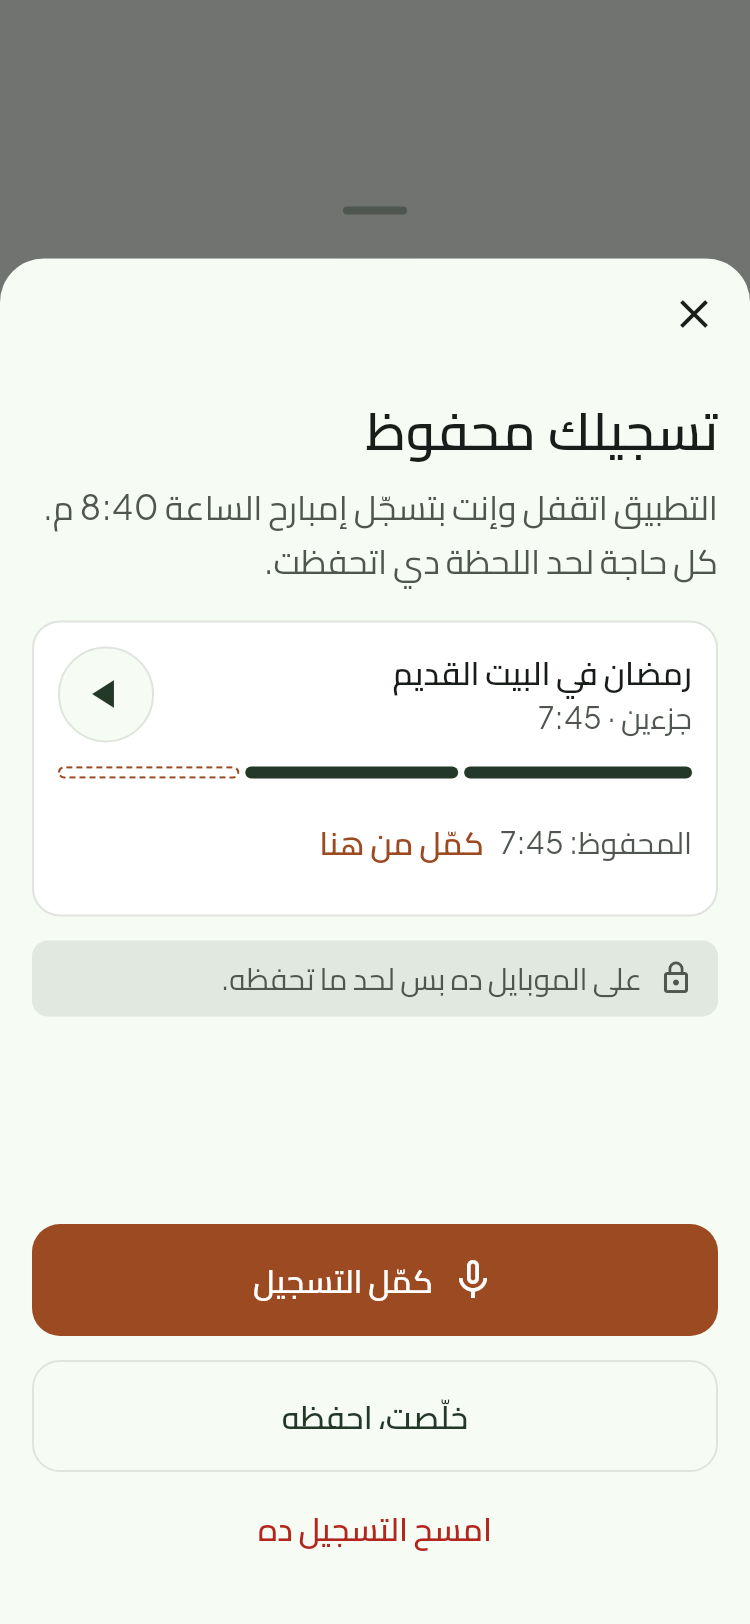 تسجيلك محفوظ
التطبيق اتقفل وإنت بتسجّل إمبارح الساعة 8:40 م.
كل حاجة لحد اللحظة دي اتحفظت.
رمضان في البيت القديم
جزءين · 7:45
المحفوظ: 7:45 كمّل من هنا
على الموبايل ده بس لحد ما تحفظه.
كمّل التسجيل
خلّصت، احفظه
امسح التسجيل ده